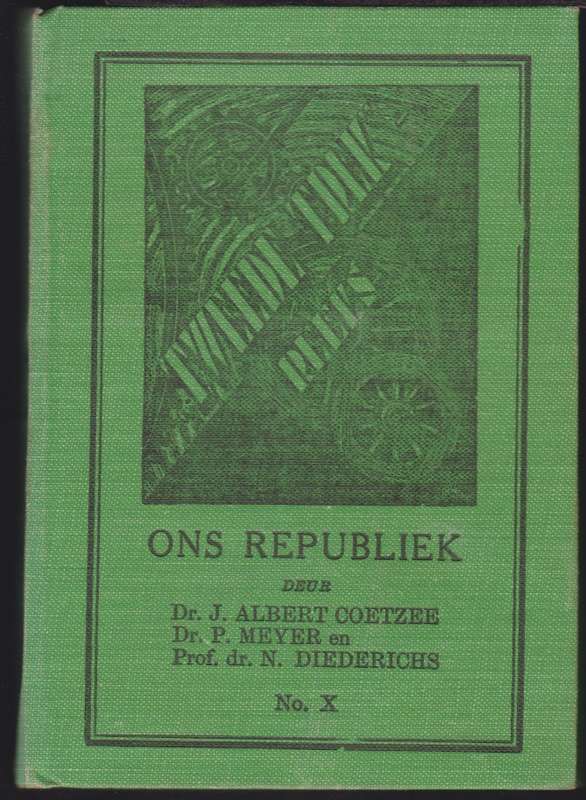 TWEEDE TREK
REEKS
ONS REPUBLIEK
DEUR
Dr. J. ALBERT COETZEE
Dr. P. MEYER en
Prof. dr. N. DIEDERICHS
No. X